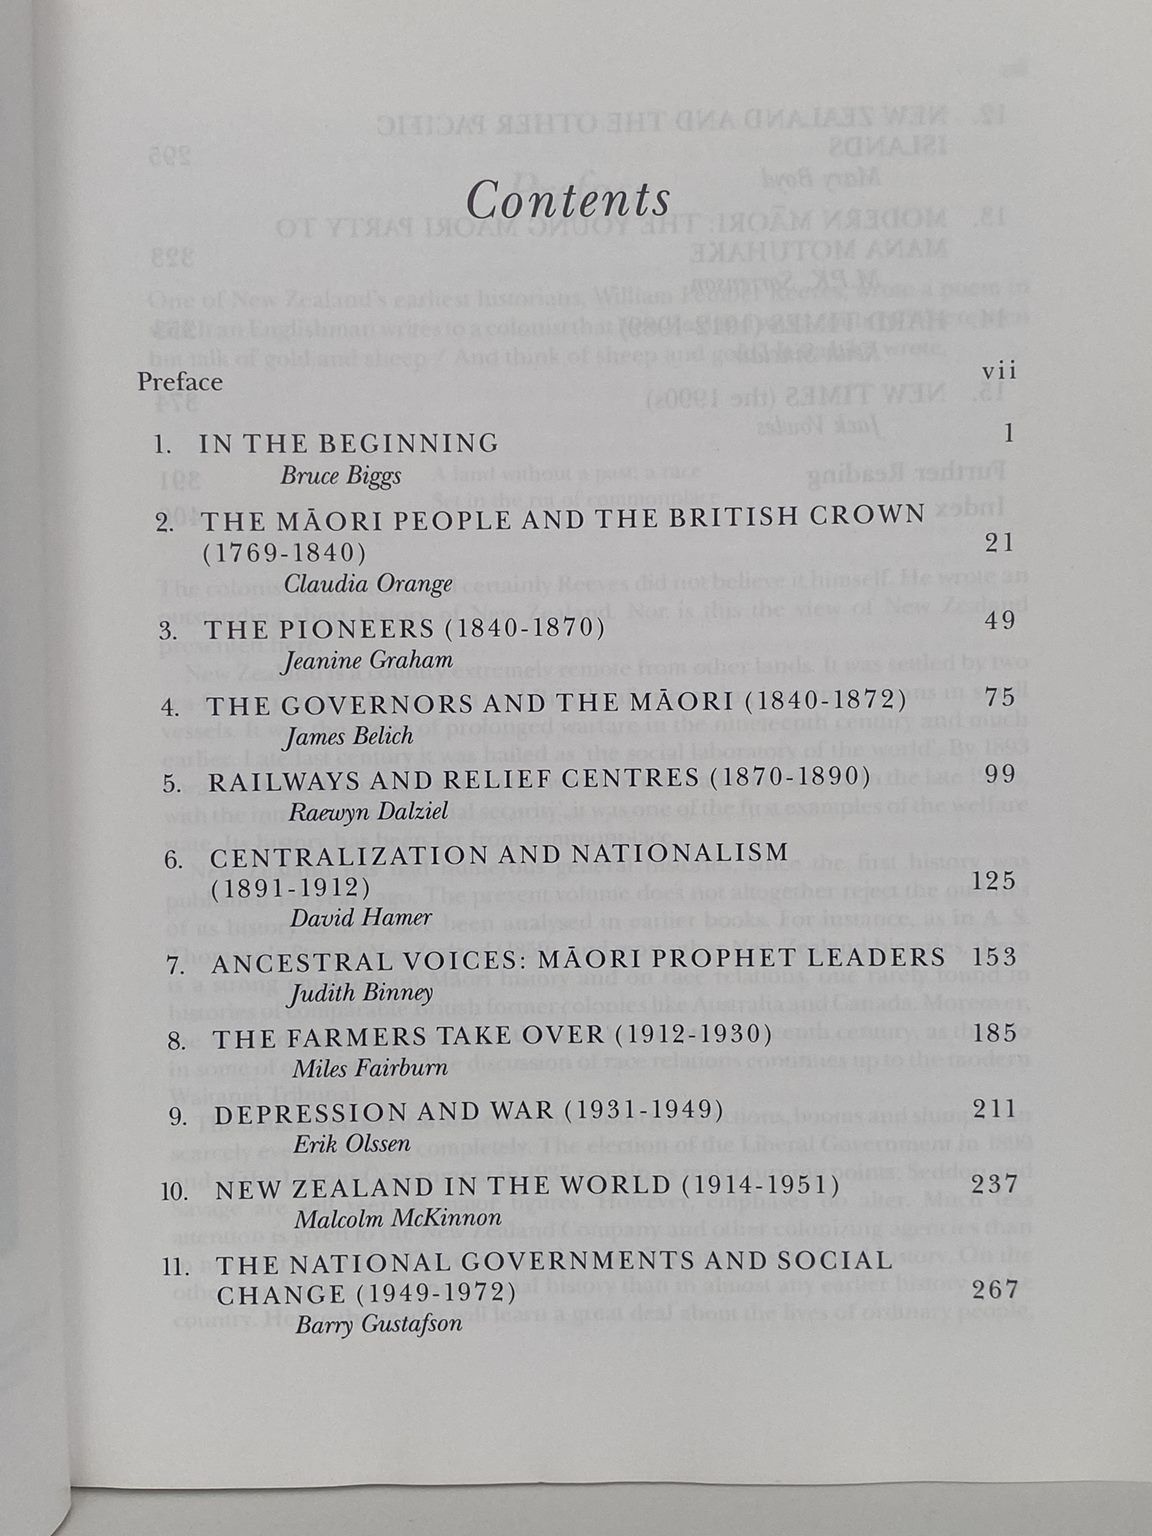 Contents
Preface vii
1. IN THE BEGINNING 1
Bruce Biggs
2. THE MĀORI PEOPLE AND THE BRITISH CROWN
(1769-1840) 21
Claudia Orange
3. THE PIONEERS (1840-1870) 49
Jeanine Graham
4. THE GOVERNORS AND THE MĀORI (1840-1872) 75
James Belich
5. RAILWAYS AND RELIEF CENTRES (1870-1890) 99
Raewyn Dalziel
6. CENTRALIZATION AND NATIONALISM
(1891-1912) 125
David Hamer
7. ANCESTRAL VOICES: MĀORI PROPHET LEADERS 153
Judith Binney
8. THE FARMERS TAKE OVER (1912-1930) 185
Miles Fairburn
9. DEPRESSION AND WAR (1931-1949) 211
Erik Olssen
10. NEW ZEALAND IN THE WORLD (1914-1951) 237
Malcolm McKinnon
11. THE NATIONAL GOVERNMENTS AND SOCIAL
CHANGE (1949-1972) 267
Barry Gustafson